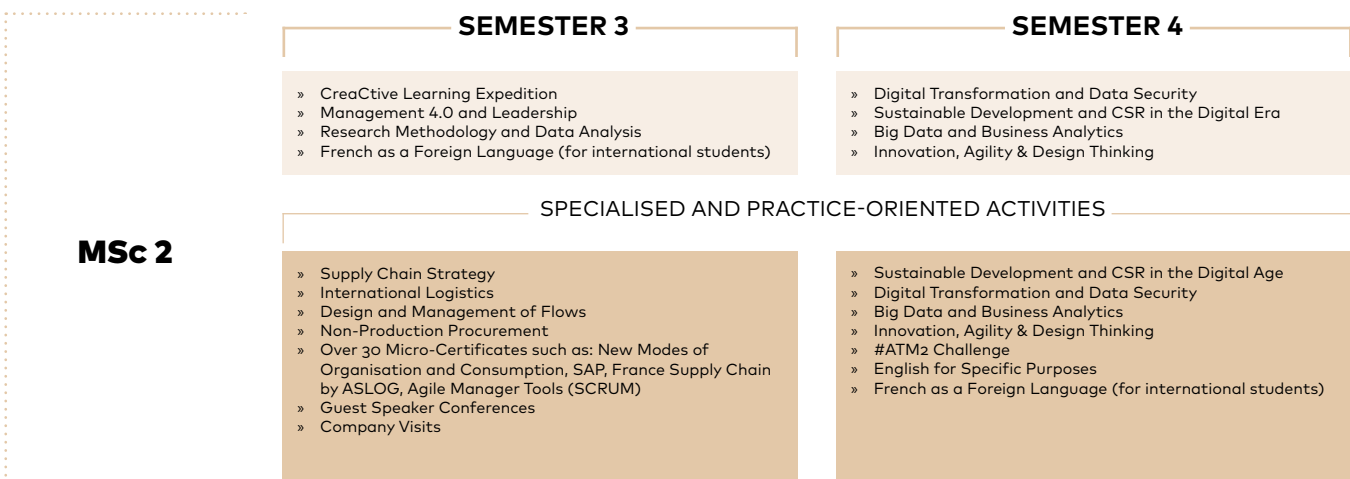 SEMESTER 3
» CreaCtive Learning Expedition
» Management 4.0 and Leadership
» Research Methodology and Data Analysis
» French as a Foreign Language (for international students)
SEMESTER 4
» Digital Transformation and Data Security
» Sustainable Development and CSR in the Digital Era
» Big Data and Business Analytics
» Innovation, Agility & Design Thinking
MSc 2
SPECIALISED AND PRACTICE-ORIENTED ACTIVITIES
» Supply Chain Strategy
» International Logistics
» Design and Management of Flows
» Non-Production Procurement
» Over 30 Micro-Certificates such as: New Modes of
Organisation and Consumption, SAP, France Supply Chain
by ASLOG, Agile Manager Tools (SCRUM)
» Guest Speaker Conferences
» Company Visits
» Sustainable Development and CSR in the Digital Age
» Digital Transformation and Data Security
» Big Data and Business Analytics
» Innovation, Agility & Design Thinking
» #ATM2 Challenge
» English for Specific Purposes
» French as a Foreign Language (for international students)